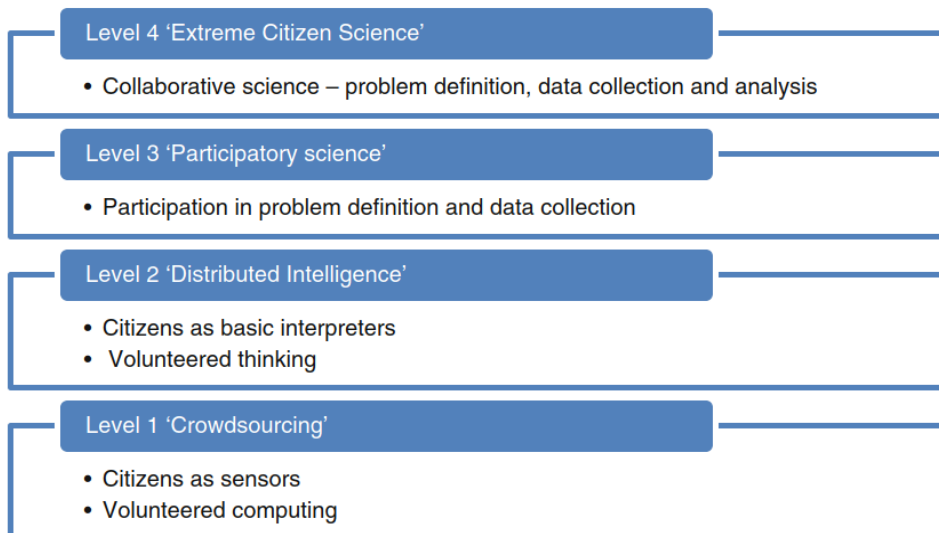 Level 4 ‘Extreme Citizen Science’
• Collaborative science – problem definition, data collection and analysis
Level 3 ‘Participatory science’
• Participation in problem definition and data collection
Level 2 ‘Distributed Intelligence’
• Citizens as basic interpreters
• Volunteered thinking
Level 1 ‘Crowdsourcing’
• Citizens as sensors
• Volunteered computing